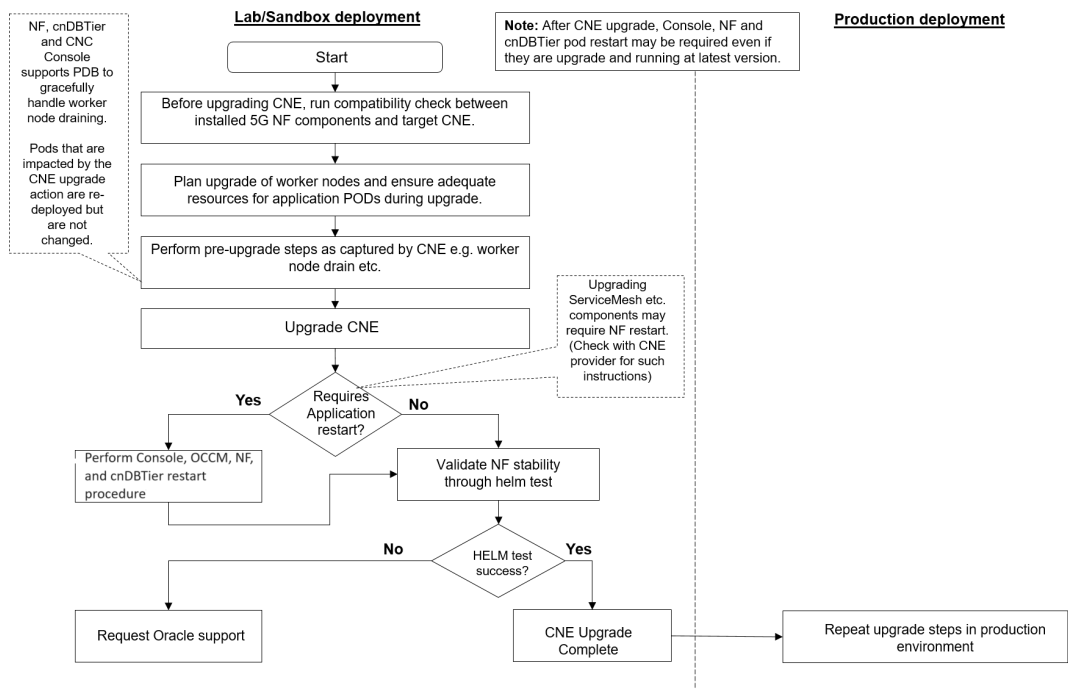 Lab/Sandbox deployment
Production deployment
NF, cnDBTier
and CNC
Console
supports PDB to
gracefully
handle worker
node draining.
Pods that are
impacted by the
CNE upgrade
action are re-
deployed but
are not
changed.
Note: After CNE upgrade, Console, NF and
cnDBTier pod restart may be required even if
they are upgrade and running at latest version.
Start
Before upgrading CNE, run compatibility check between
installed 5G NF components and target CNE.
Plan upgrade of worker nodes and ensure adequate
resources for application PODs during upgrade.
Perform pre-upgrade steps as captured by CNE e.g. worker
node drain etc.
Upgrade CNE
Upgrading
ServiceMesh etc.
components may
require NF restart.
(Check with CNE
provider for such
instructions)
Requires
Application
restart?
Yes
No
Perform Console, OCCM, NF,
and cnDBTier restart
procedure
Validate NF stability
through helm test
HELM test
success?
No
Yes
Request Oracle support
CNE Upgrade
Complete
Repeat upgrade steps in production
environment